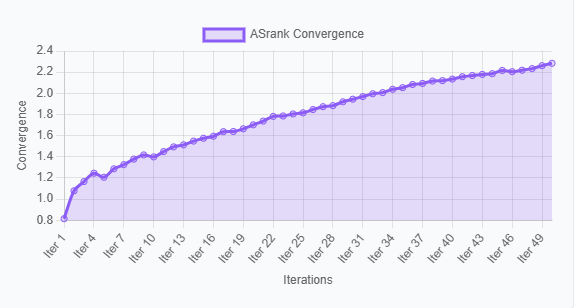 ASrank Convergence
2.4
2.2
2.0
1.8
1.6
1.4
1.2
1.0
0.8
Convergence
Iter 1
Iter 4
Iter 7
Iter 10
Iter 13
Iter 16
Iter 19
Iter 22
Iter 25
Iter 28
Iter 31
Iter 34
Iter 37
Iter 40
Iter 43
Iter 46
Iter 49
Iterations